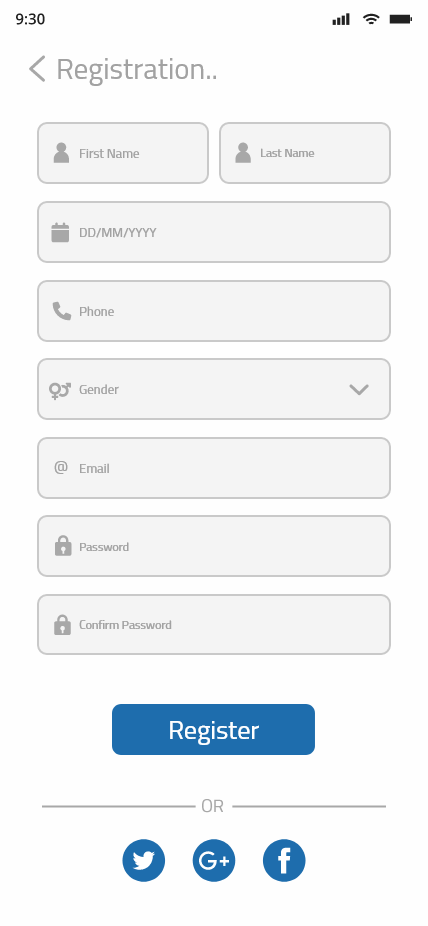 9:30
Registration..
First Name
Last Name
DD/MM/YYYY
Phone
Gender
@ Email
Password
Confirm Password
Register
OR
G+